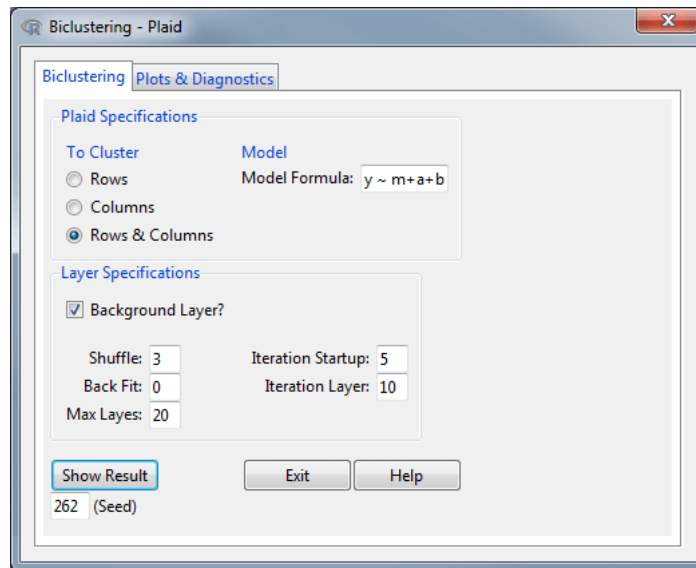 Biclustering - Plaid
Biclustering Plots & Diagnostics
Plaid Specifications
To Cluster Model
Rows Model Formula: y ~ m+a+b
Columns
Rows & Columns
Layer Specifications
Background Layer?
Shuffle: 3 Iteration Startup: 5
Back Fit: 0 Iteration Layer: 10
Max Layes: 20
Show Result Exit Help
262 (Seed)